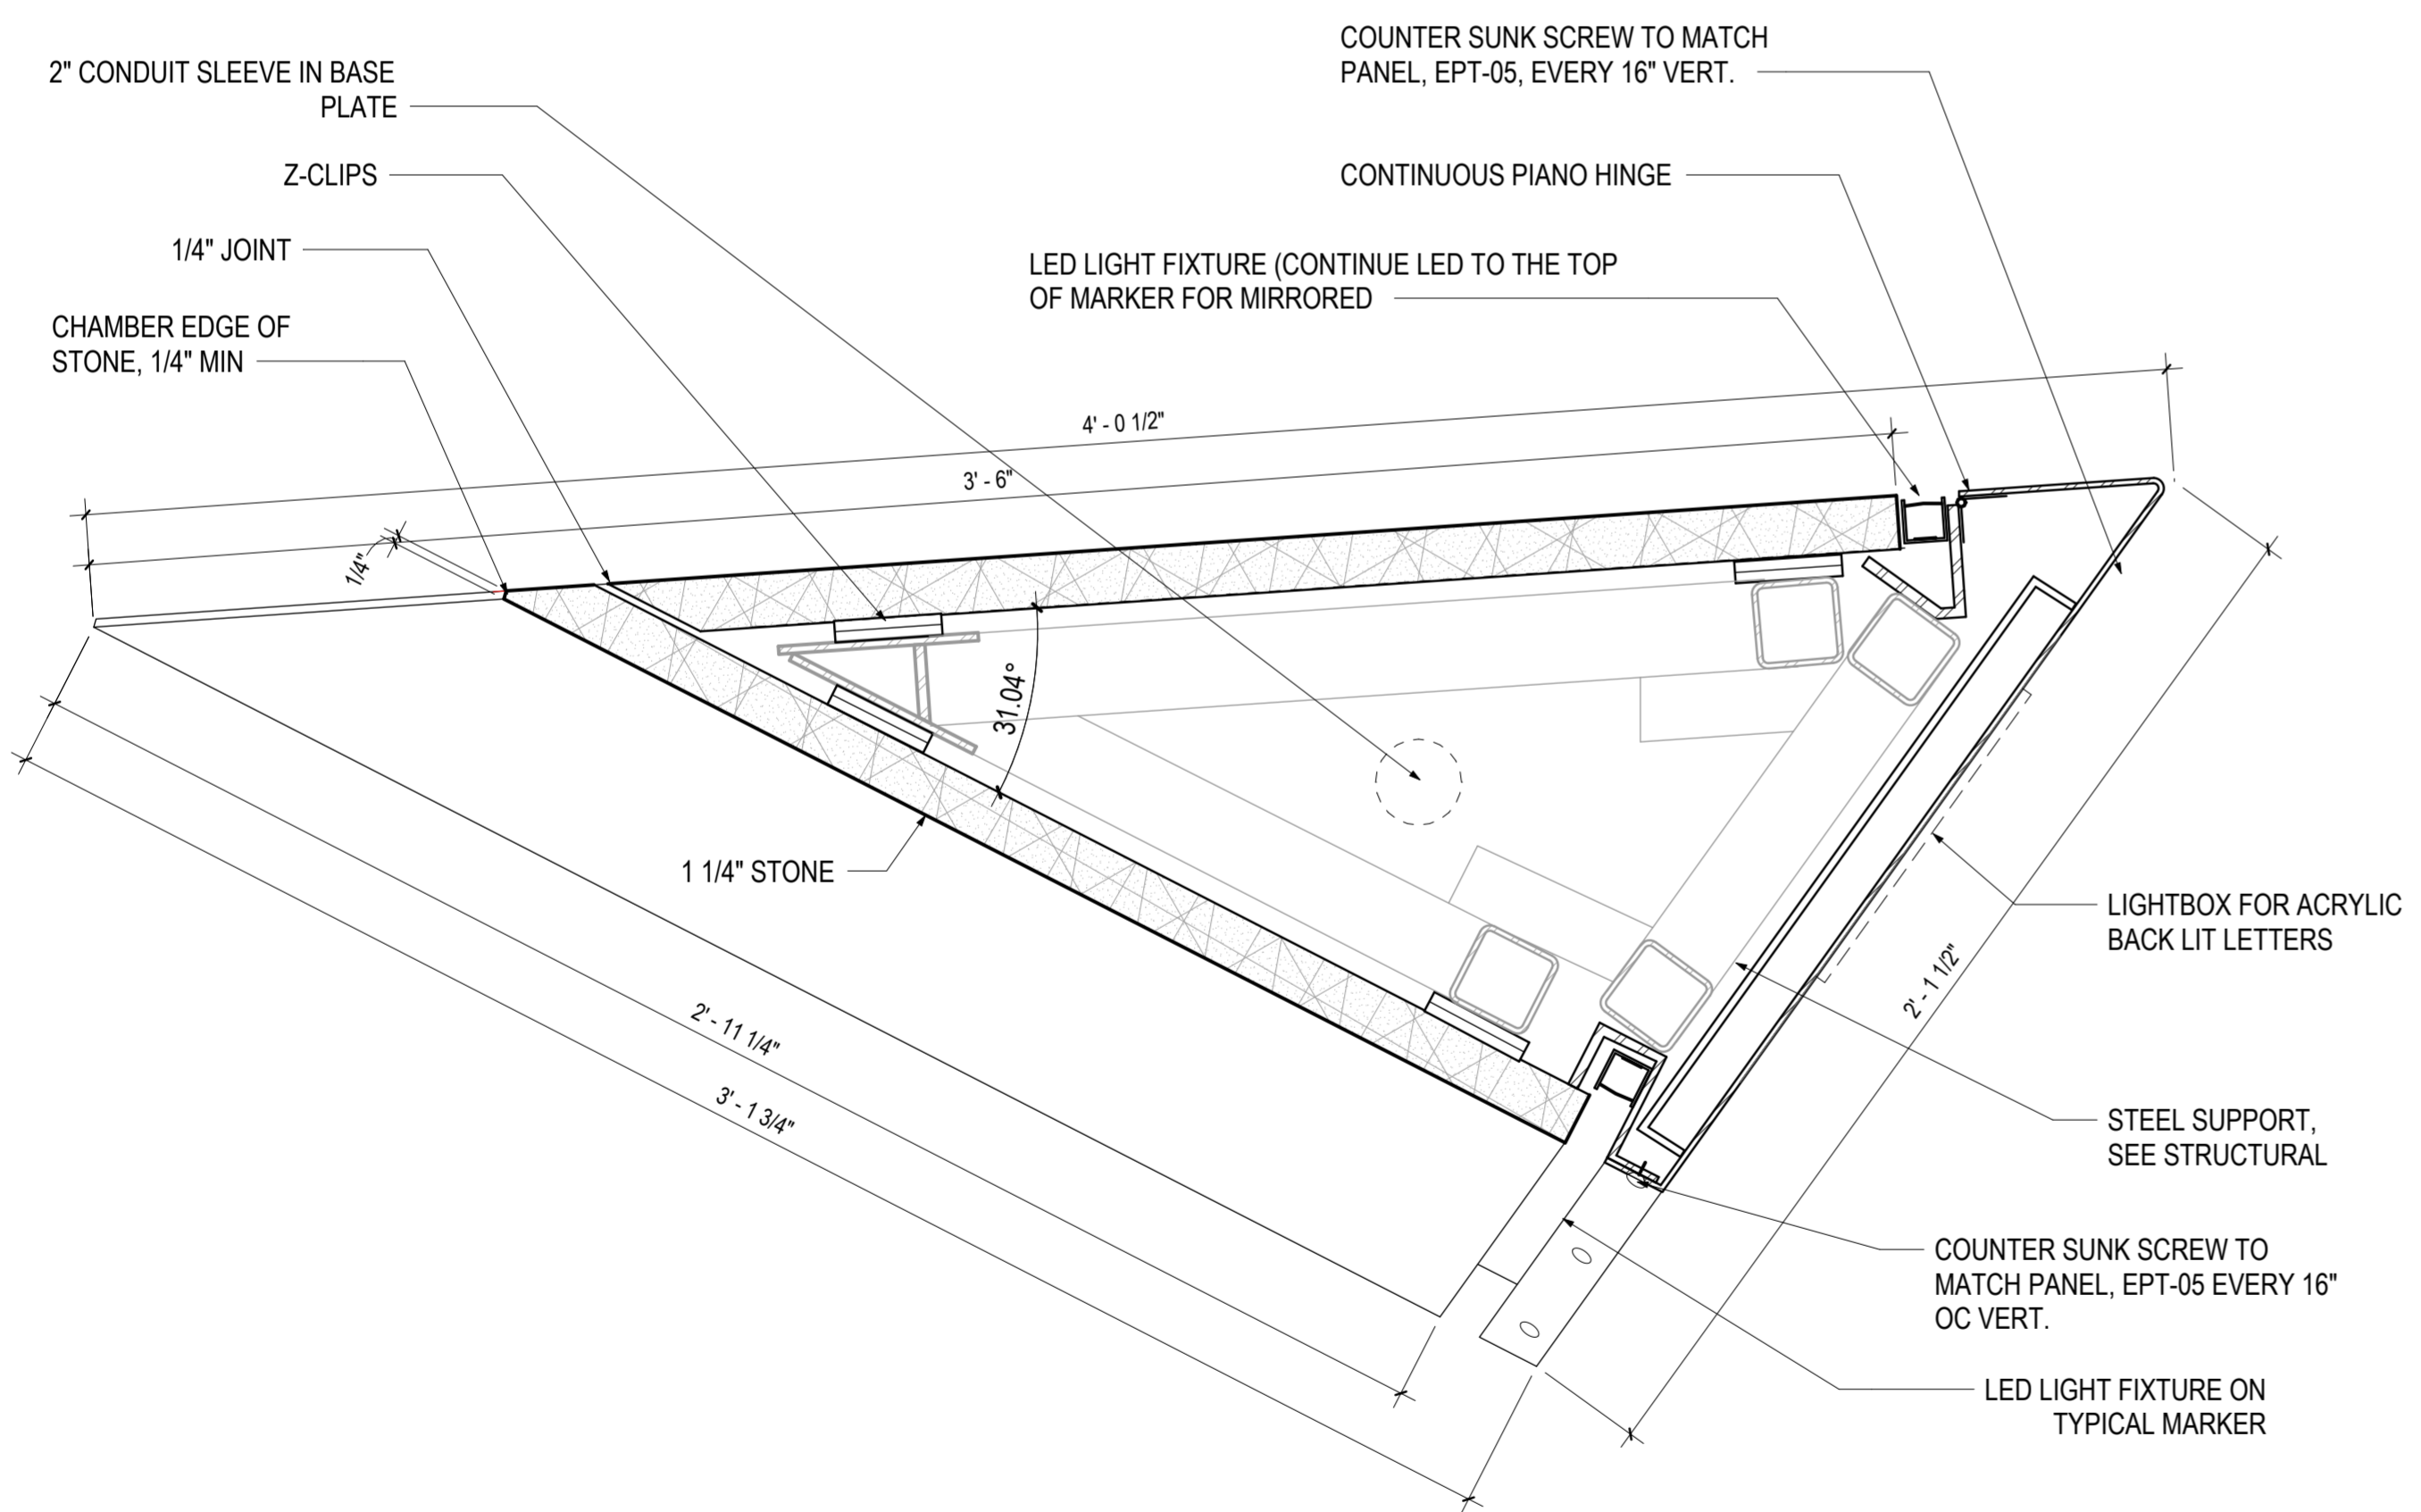 COUNTER SUNK SCREW TO MATCH
PANEL, EPT-05, EVERY 16" VERT.
2" CONDUIT SLEEVE IN BASE
PLATE
Z-CLIPS
CONTINUOUS PIANO HINGE
1/4" JOINT
LED LIGHT FIXTURE (CONTINUE LED TO THE TOP
OF MARKER FOR MIRRORED
CHAMBER EDGE OF
STONE, 1/4" MIN
4' - 0 1/2"
3' - 6"
1/4"
31.04°
1 1/4" STONE
LIGHTBOX FOR ACRYLIC
BACK LIT LETTERS
2' - 1 1/2"
2' - 11 1/4"
3' - 1 3/4"
STEEL SUPPORT,
SEE STRUCTURAL
COUNTER SUNK SCREW TO
MATCH PANEL, EPT-05 EVERY 16"
OC VERT.
LED LIGHT FIXTURE ON
TYPICAL MARKER